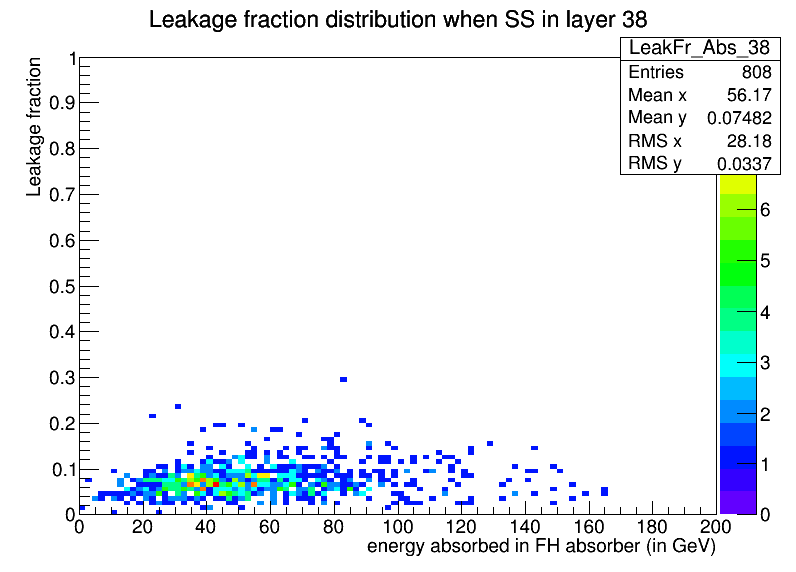 Leakage fraction distribution when SS in layer 38
LeakFr_Abs_38
Entries 808
Mean x 56.17
Mean y 0.07482
RMS x 28.18
RMS y 0.0337
Leakage fraction
1
0.9
0.8
0.7
0.6
0.5
0.4
0.3
0.2
0.1
0
6
5
4
3
2
1
0
0 20 40 60 80 100 120 140 160 180 200
energy absorbed in FH absorber (in GeV)